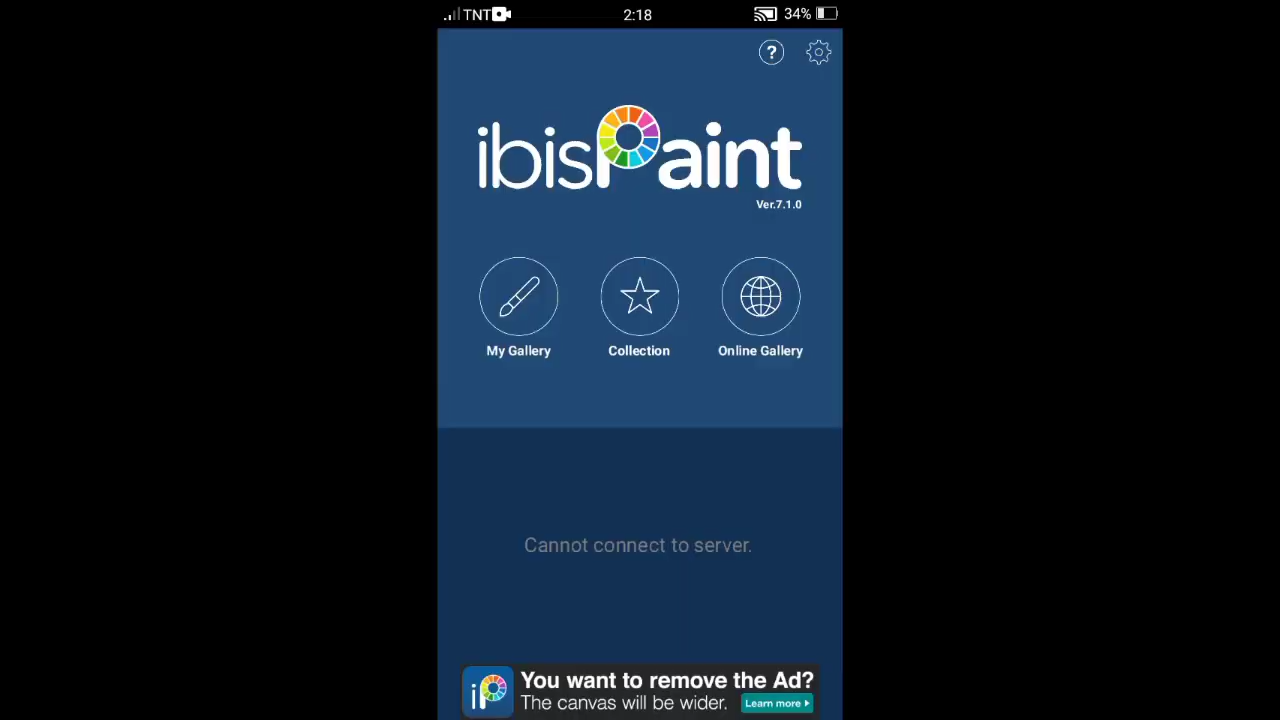 TNT 2:18 34%
?
ibisPaint
Ver.7.1.0
My Gallery Collection Online Gallery
Cannot connect to server.
iP You want to remove the Ad?
The canvas will be wider. Learn more